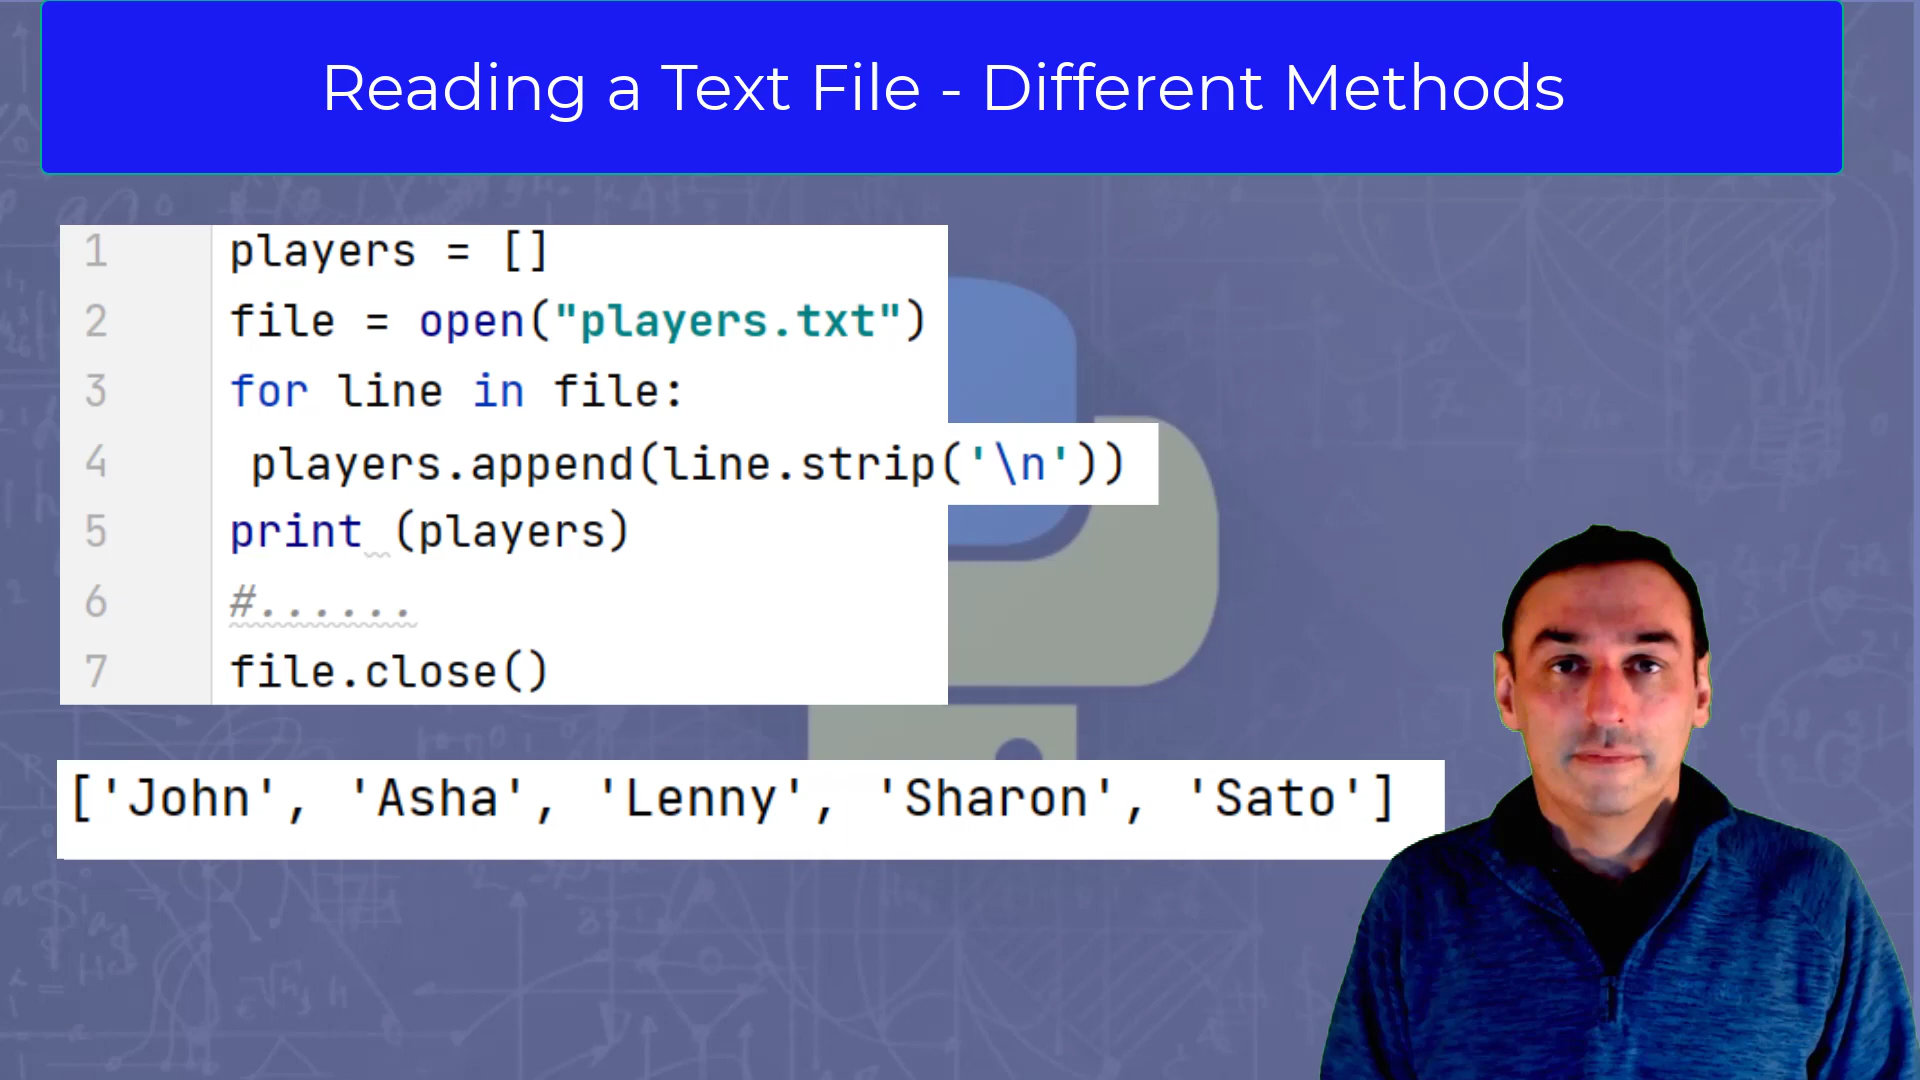 Reading a Text File - Different Methods
1 players = []
2 file = open("players.txt")
3 for line in file:
4 players.append(line.strip('\n'))
5 print (players)
6 #......
7 file.close()
['John', 'Asha', 'Lenny', 'Sharon', 'Sato']